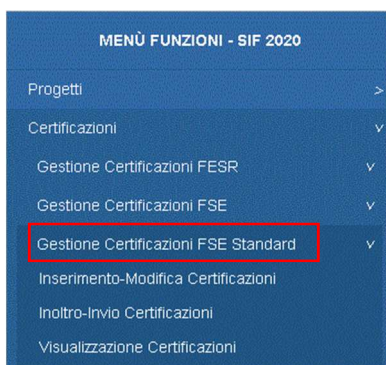 MENÙ FUNZIONI - SIF 2020
Progetti >
Certificazioni v
Gestione Certificazioni FESR v
Gestione Certificazioni FSE v
Gestione Certificazioni FSE Standard v
Inserimento-Modifica Certificazioni
Inoltro-Invio Certificazioni
Visualizzazione Certificazioni